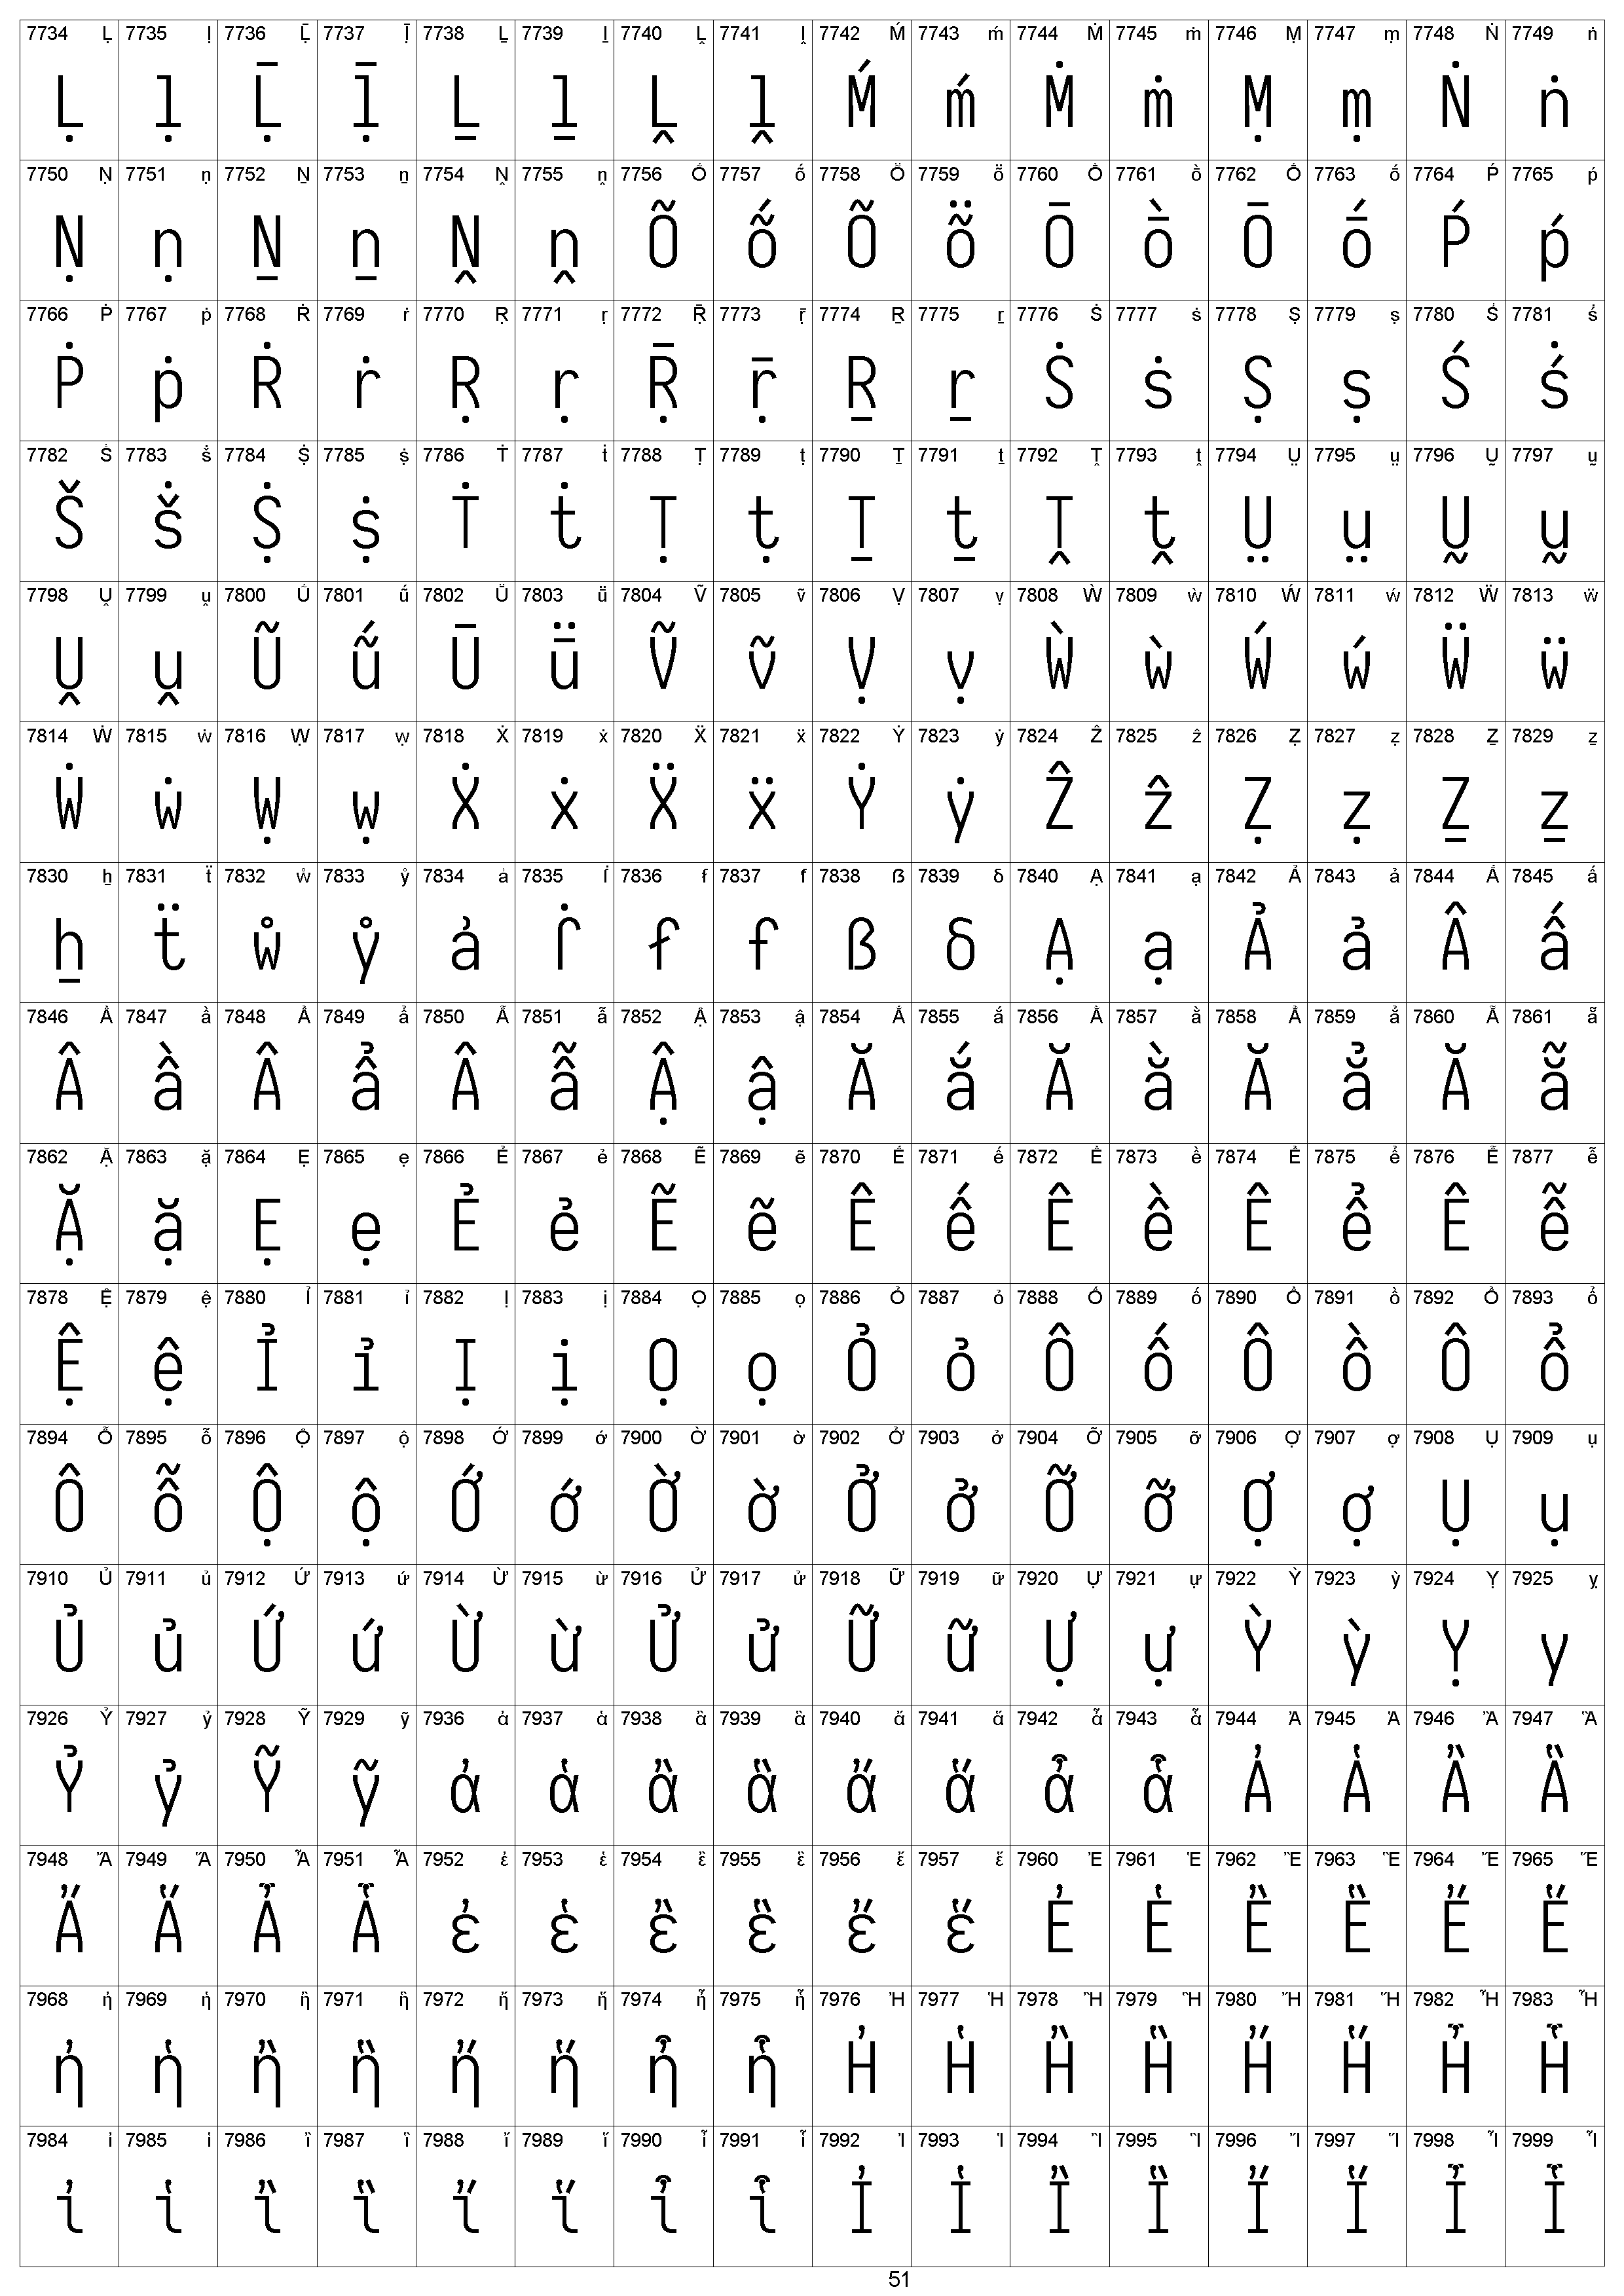 7734 Ḷ 7735 ḷ 7736 Ḹ 7737 ḹ 7738 Ḻ 7739 ḻ 7740 Ḽ 7741 ḽ 7742 Ḿ 7743 ḿ 7744 Ṁ 7745 ṁ 7746 Ṃ 7747 ṃ 7748 Ṅ 7749 ṅ
Ḷ ḷ Ḹ ḹ Ḻ ḻ Ḽ ḽ Ḿ ḿ Ṁ ṁ Ṃ ṃ Ṅ ṅ
7750 Ṇ 7751 ṇ 7752 Ṉ 7753 ṉ 7754 Ṋ 7755 ṋ 7756 Ṍ 7757 ṍ 7758 Ṏ 7759 ṏ 7760 Ṑ 7761 ṑ 7762 Ṓ 7763 ṓ 7764 Ṕ 7765 ṕ
Ṇ ṇ Ṉ ṉ Ṋ ṋ Õ ṍ Õ ṏ Ō ṑ Ō ṓ Ṕ ṕ
7766 Ṗ 7767 ṗ 7768 Ṙ 7769 ṙ 7770 Ṛ 7771 ṛ 7772 Ṝ 7773 ṝ 7774 Ṟ 7775 ṟ 7776 Ṡ 7777 ṡ 7778 Ṣ 7779 ṣ 7780 Ṥ 7781 ṥ
Ṗ ṗ Ṙ ṙ Ṛ ṛ Ṝ ṝ Ṟ ṟ Ṡ ṡ Ṣ ṣ Ś ṥ
7782 Ṧ 7783 ṧ 7784 Ṩ 7785 ṩ 7786 Ṫ 7787 ṫ 7788 Ṭ 7789 ṭ 7790 Ṯ 7791 ṯ 7792 Ṱ 7793 ṱ 7794 Ṳ 7795 ṳ 7796 Ṵ 7797 ṵ
Š ṧ Ṩ ṩ Ṫ ṫ Ṭ ṭ Ṯ ṯ Ṱ ṱ Ṳ ṳ Ṵ ṵ
7798 Ṷ 7799 ṷ 7800 Ṹ 7801 ṹ 7802 Ṻ 7803 ṻ 7804 Ṽ 7805 ṽ 7806 Ṿ 7807 ṿ 7808 Ẁ 7809 ẁ 7810 Ẃ 7811 ẃ 7812 Ẅ 7813 ẅ
Ṷ ṷ Ũ ṹ Ū ṻ Ṽ ṽ Ṿ ṿ Ẁ ẁ Ẃ ẃ Ẅ ẅ
7814 Ẇ 7815 ẇ 7816 Ẉ 7817 ẉ 7818 Ẋ 7819 ẋ 7820 Ẍ 7821 ẍ 7822 Ẏ 7823 ẏ 7824 Ẑ 7825 ẑ 7826 Ẓ 7827 ẓ 7828 Ẕ 7829 ẕ
Ẇ ẇ Ẉ ẉ Ẋ ẋ Ẍ ẍ Ẏ ẏ Ẑ ẑ Ẓ ẓ Ẕ ẕ
7830 ẖ 7831 ẗ 7832 ẘ 7833 ẙ 7834 ẚ 7835 ẛ 7836 ẜ 7837 ẝ 7838 ẞ 7839 ẟ 7840 Ạ 7841 ạ 7842 Ả 7843 ả 7844 Ấ 7845 ấ
ẖ ẗ ẘ ẙ ẚ ẛ ẜ ẝ ẞ ẟ Ạ ạ Ả ả Â ấ
7846 Ầ 7847 ầ 7848 Ẩ 7849 ẩ 7850 Ẫ 7851 ẫ 7852 Ậ 7853 ậ 7854 Ắ 7855 ắ 7856 Ằ 7857 ằ 7858 Ẳ 7859 ẳ 7860 Ẵ 7861 ẵ
Â ầ Â ẩ Â ẫ Ậ ậ Ă ắ Ă ằ Ă ẳ Ă ẵ
7862 Ặ 7863 ặ 7864 Ẹ 7865 ẹ 7866 Ẻ 7867 ẻ 7868 Ẽ 7869 ẽ 7870 Ế 7871 ế 7872 Ề 7873 ề 7874 Ể 7875 ể 7876 Ễ 7877 ễ
Ặ ặ Ẹ ẹ Ẻ ẻ Ẽ ẽ Ê ế Ê ề Ê ể Ê ễ
7878 Ệ 7879 ệ 7880 Ỉ 7881 ỉ 7882 Ị 7883 ị 7884 Ọ 7885 ọ 7886 Ỏ 7887 ỏ 7888 Ố 7889 ố 7890 Ồ 7891 ồ 7892 Ổ 7893 ổ
Ệ ệ Ỉ ỉ Ị ị Ọ ọ Ỏ ỏ Ô ố Ô ồ Ô ổ
7894 Ỗ 7895 ỗ 7896 Ộ 7897 ộ 7898 Ớ 7899 ớ 7900 Ờ 7901 ờ 7902 Ở 7903 ở 7904 Ỡ 7905 ỡ 7906 Ợ 7907 ợ 7908 Ụ 7909 ụ
Ô ỗ Ộ ộ Ớ ớ Ờ ờ Ở ở Ỡ ỡ Ợ ợ Ụ ụ
7910 Ủ 7911 ủ 7912 Ứ 7913 ứ 7914 Ừ 7915 ừ 7916 Ử 7917 ử 7918 Ữ 7919 ữ 7920 Ự 7921 ự 7922 Ỳ 7923 ỳ 7924 Ỵ 7925 ỵ
Ủ ủ Ứ ứ Ừ ừ Ử ử Ữ ữ Ự ự Ỳ ỳ Ỵ y
7926 Ỷ 7927 ỷ 7928 Ỹ 7929 ỹ 7936 ἀ 7937 ἁ 7938 ἂ 7939 ἃ 7940 ἄ 7941 ἅ 7942 ἆ 7943 ἇ 7944 Ἀ 7945 Ἁ 7946 Ἂ 7947 Ἃ
Ỷ ỷ Ỹ ỹ ἀ ἁ ἂ ἃ ἄ ἅ ἆ ἇ Ἀ Ἁ Ἂ Ἃ
7948 Ἄ 7949 Ἅ 7950 Ἆ 7951 Ἇ 7952 ἐ 7953 ἑ 7954 ἒ 7955 ἓ 7956 ἔ 7957 ἕ 7960 Ἐ 7961 Ἑ 7962 Ἒ 7963 Ἓ 7964 Ἔ 7965 Ἕ
Ἄ Ἅ Ἆ Ἇ ἐ ἑ ἒ ἓ ἔ ἕ Ἐ Ἑ Ἒ Ἓ Ἔ Ἕ
7968 ἠ 7969 ἡ 7970 ἢ 7971 ἣ 7972 ἤ 7973 ἥ 7974 ἦ 7975 ἧ 7976 Ἠ 7977 Ἡ 7978 Ἢ 7979 Ἣ 7980 Ἤ 7981 Ἥ 7982 Ἦ 7983 Ἧ
ἠ ἡ ἢ ἣ ἤ ἥ ἦ ἧ Ἠ Ἡ Ἢ Ἣ Ἤ Ἥ Ἦ Ἧ
7984 ἰ 7985 ἱ 7986 ἲ 7987 ἳ 7988 ἴ 7989 ἵ 7990 ἶ 7991 ἷ 7992 Ἰ 7993 Ἱ 7994 Ἲ 7995 Ἳ 7996 Ἴ 7997 Ἵ 7998 Ἶ 7999 Ἷ
ἰ ἱ ἲ ἳ ἴ ἵ ἶ ἷ Ἰ Ἱ Ἲ Ἳ Ἴ Ἵ Ἶ Ἷ
51